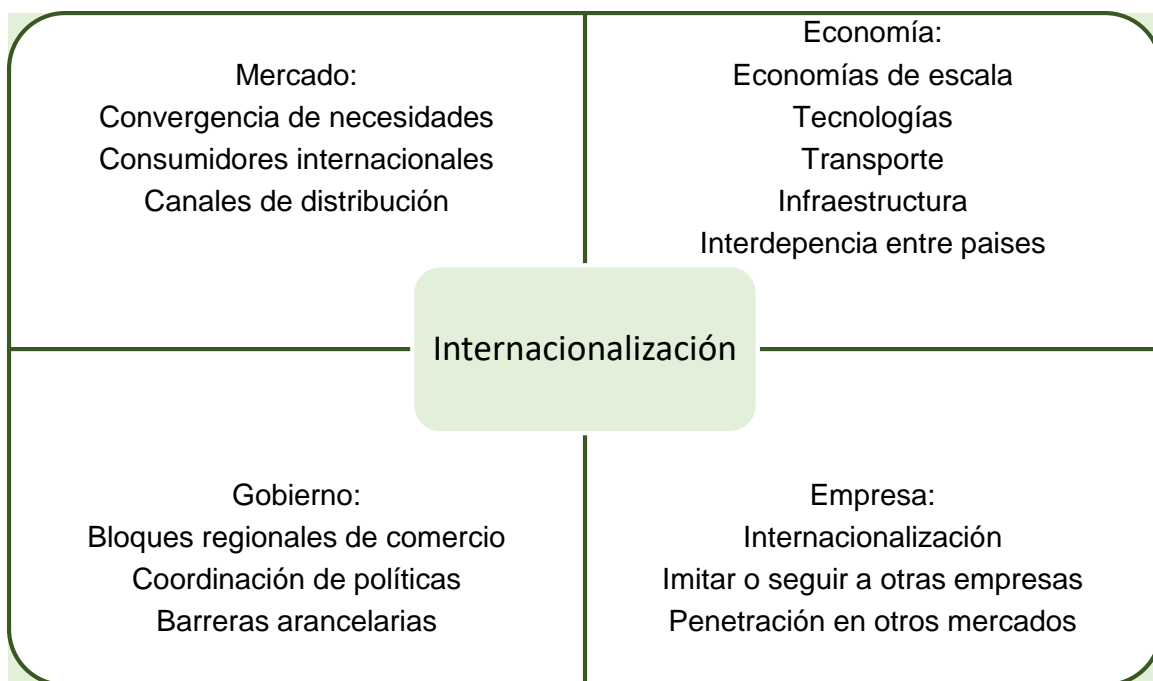 Mercado:
Convergencia de necesidades
Consumidores internacionales
Canales de distribución
Economía:
Economías de escala
Tecnologías
Transporte
Infraestructura
Interdepencia entre paises
Internacionalización
Gobierno:
Bloques regionales de comercio
Coordinación de políticas
Barreras arancelarias
Empresa:
Internacionalización
Imitar o seguir a otras empresas
Penetración en otros mercados